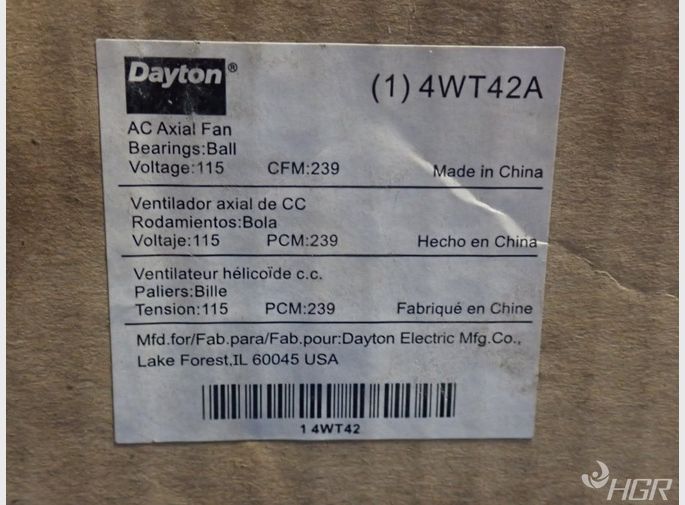 Dayton®
(1) 4WT42A
AC Axial Fan
Bearings:Ball
Voltage:115 CFM:239 Made in China
Ventilador axial de CC
Rodamientos:Bola
Voltaje:115 PCM:239 Hecho en China
Ventilateur hélicoïde c.c.
Paliers:Bille
Tension:115 PCM:239 Fabriqué en Chine
Mfd.for/Fab.para/Fab.pour:Dayton Electric Mfg.Co.,
Lake Forest,IL 60045 USA
1 4WT42
HGR